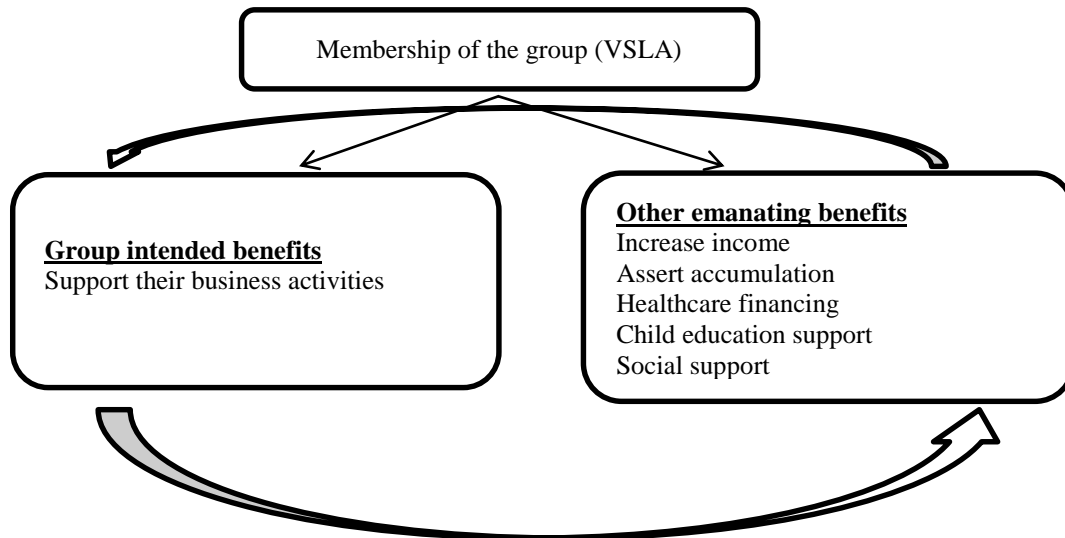 Membership of the group (VSLA)
Group intended benefits
Support their business activities
Other emanating benefits
Increase income
Assert accumulation
Healthcare financing
Child education support
Social support